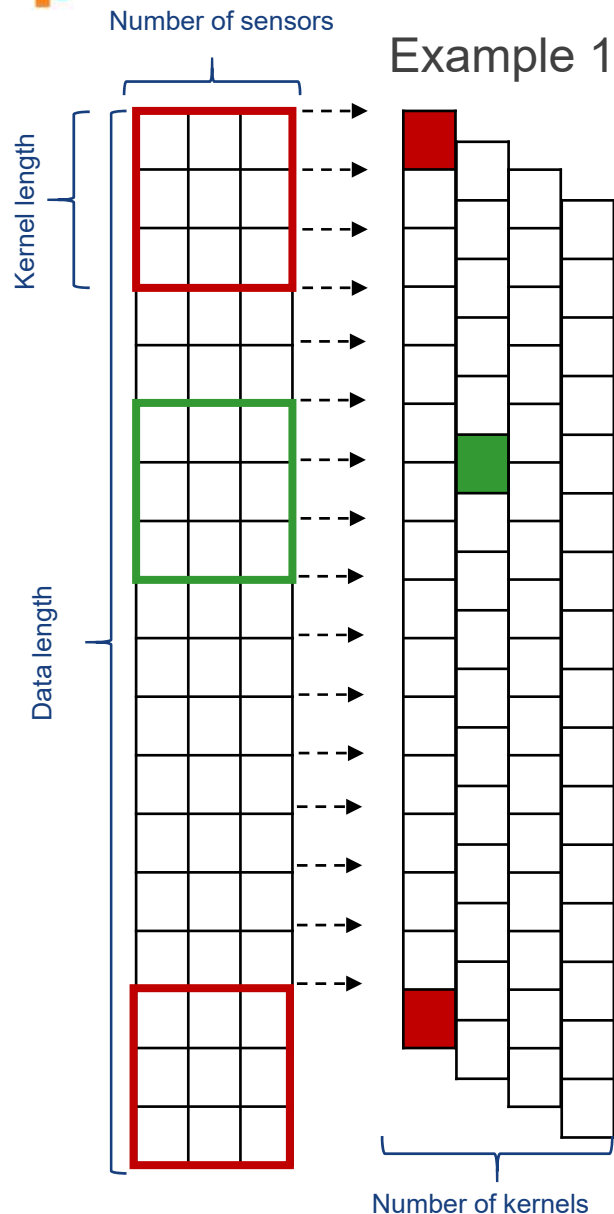 Number of sensors
Example 1
Kernel length
Data length
Number of kernels